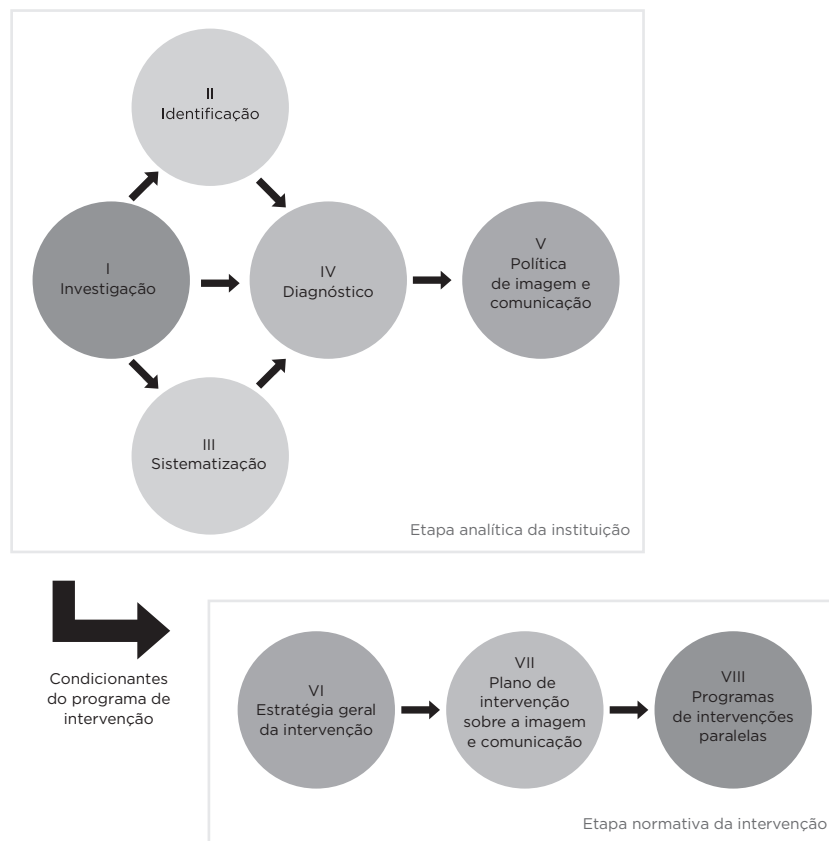 II
Identificação
I
Investigação
IV
Diagnóstico
V
Política
de imagem e
comunicação
III
Sistematização
Etapa analítica da instituição
Condicionantes
do programa de
intervenção
VI
Estratégia geral
da intervenção
VII
Plano de
intervenção
sobre a imagem
e comunicação
VIII
Programas
de intervenções
paralelas
Etapa normativa da intervenção